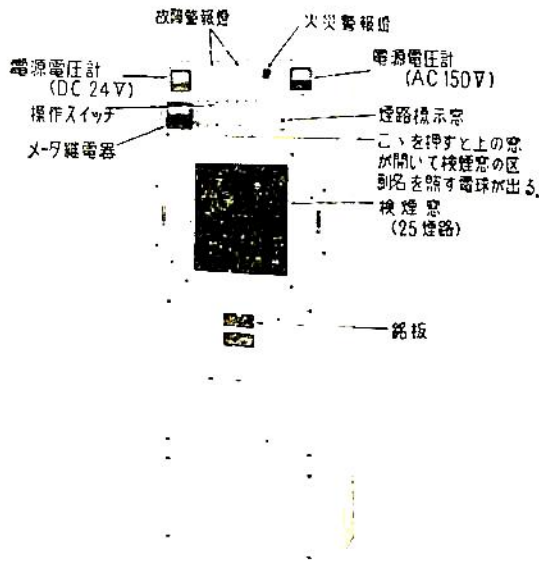 故障警報燈
火災警報燈
電源電圧計
(DC 24V)
電源電圧計
(AC 150V)
操作スイッチ
煙路標示窓
メータ継電器
こゝを押すと上の窓
が開いて検煙窓の区
劃名を照す電球が出る。
検煙窓
(25煙路)
銘板